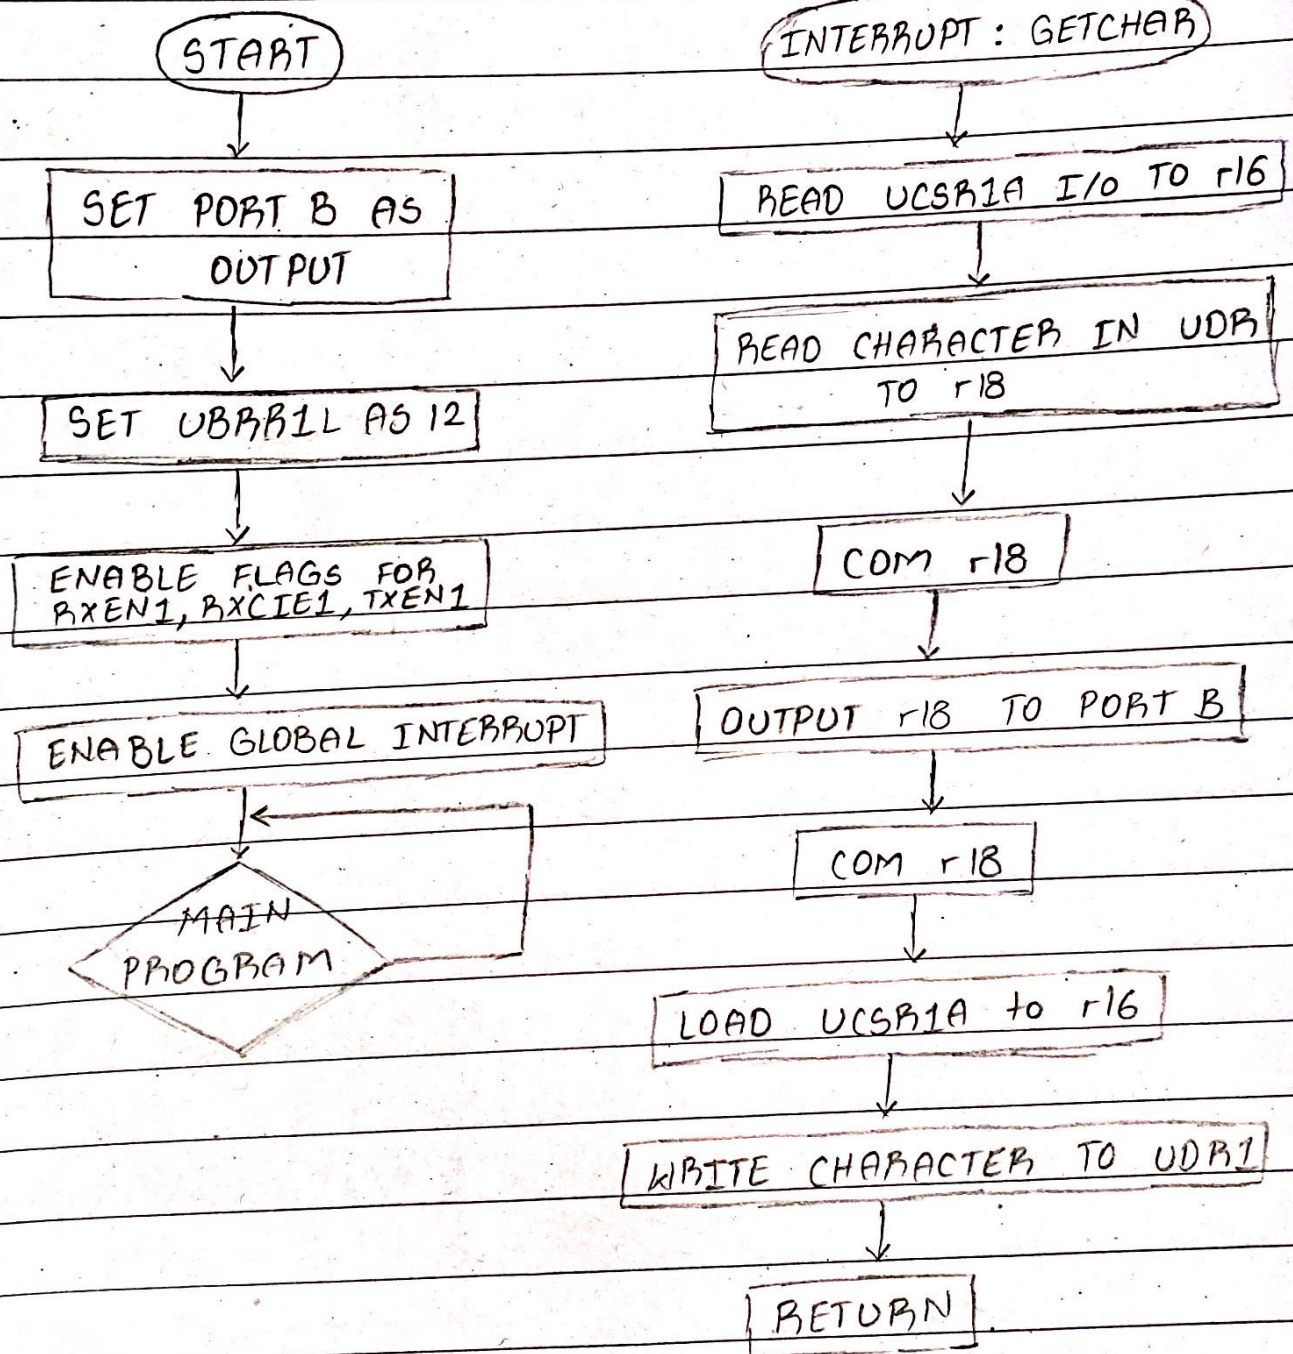 START
SET PORT B AS
OUTPUT
SET UBRR1L AS 12
ENABLE FLAGS FOR
RXEN1, RXCIE1, TXEN1
ENABLE GLOBAL INTERRUPT
MAIN
PROGRAM
INTERRUPT : GETCHAR
READ UCSR1A I/O TO r16
READ CHARACTER IN UDR
TO r18
COM r18
OUTPUT r18 TO PORT B
COM r18
LOAD UCSR1A to r16
WRITE CHARACTER TO UDR1
RETURN